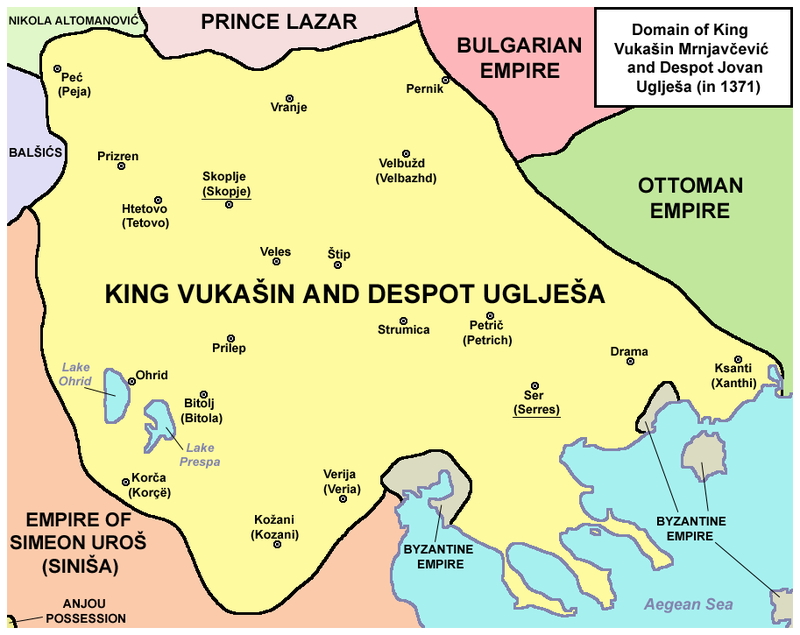 NIKOLA ALTOMANOVIĆ
PRINCE LAZAR
BULGARIAN
EMPIRE
Domain of King
Vukašin Mrnjavčević
and Despot Jovan
Uglješa (in 1371)
Peć
(Peja)
Pernik
Vranje
BALŠIĆS
Prizren
Skoplje
(Skopje)
Velbužd
(Velbazhd)
OTTOMAN
EMPIRE
Htetovo
(Tetovo)
Veles
Štip
KING VUKAŠIN AND DESPOT UGLJEŠA
Strumica
Petrič
(Petrich)
Prilep
Drama
Ksanti
(Xanthi)
Lake
Ohrid
Ohrid
Bitolj
(Bitola)
Ser
(Serres)
Lake
Prespa
Korča
(Korçë)
Verija
(Veria)
EMPIRE OF
SIMEON UROŠ
(SINIŠA)
Kožani
(Kozani)
BYZANTINE
EMPIRE
BYZANTINE
EMPIRE
ANJOU
POSSESSION
Aegean Sea